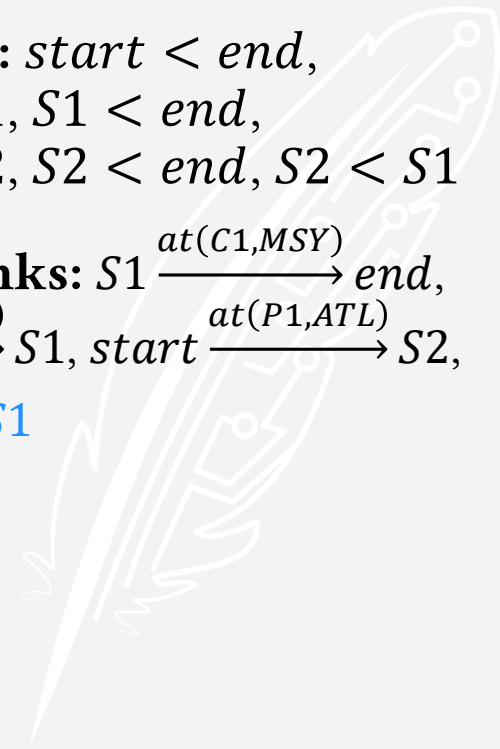 : start < end,
, S1 < end,
, S2 < end, S2 < S1
nks: S1 —at(C1,MSY)→ end,
→ S1, start —at(P1,ATL)→ S2,
S1